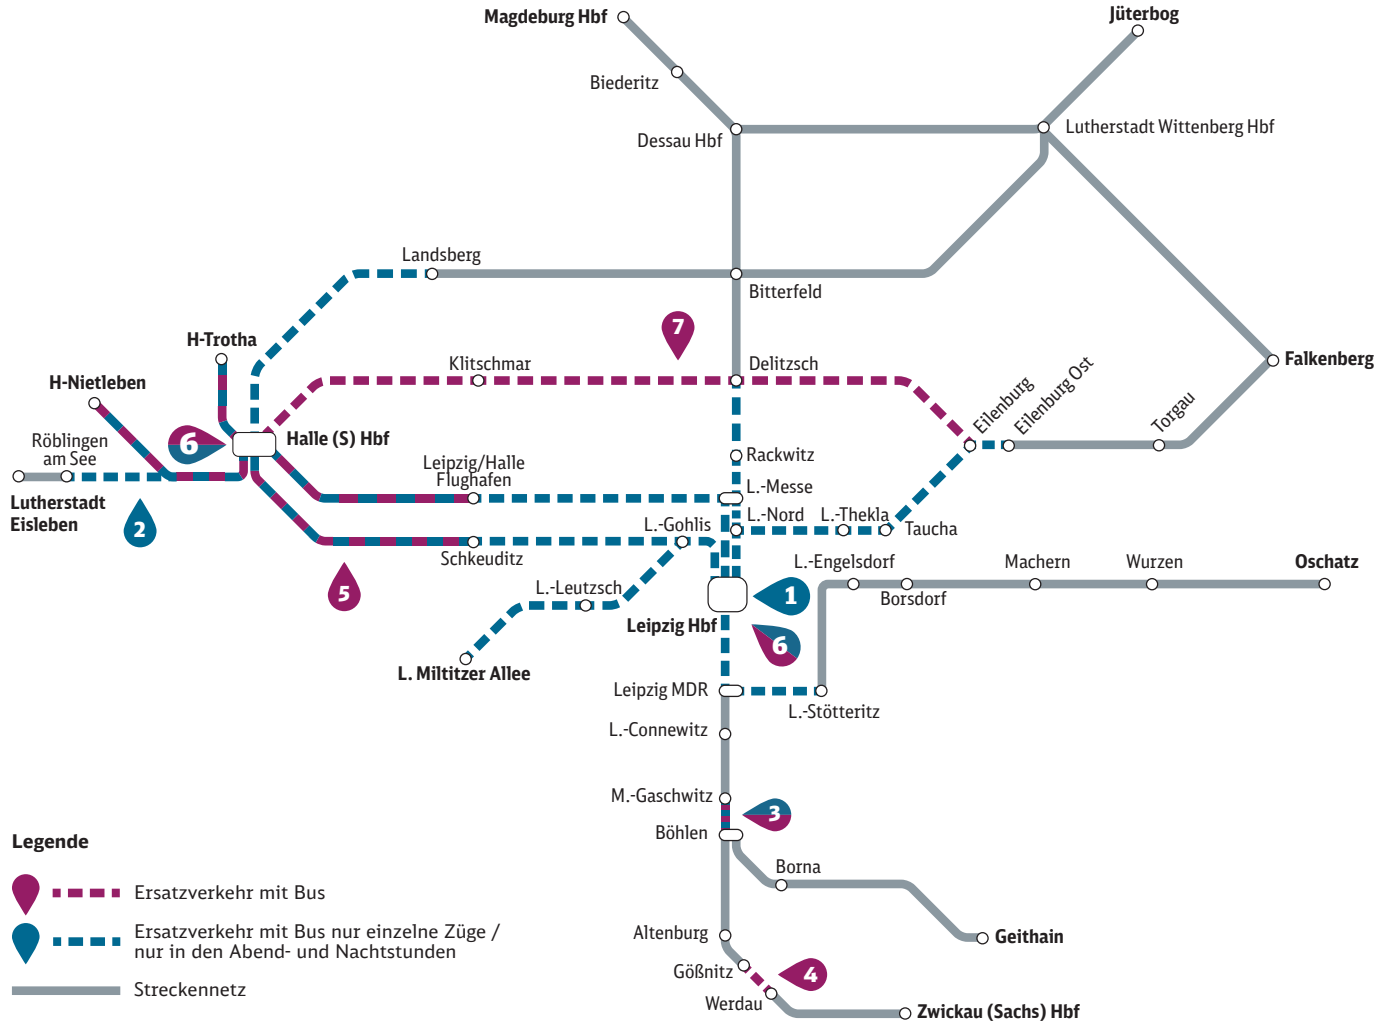 Magdeburg Hbf
Jüterbog
Biederitz
Dessau Hbf
Lutherstadt Wittenberg Hbf
Landsberg
Bitterfeld
7
H-Trotha
Klitschmar
Delitzsch
Falkenberg
H-Nietleben
Eilenburg
Eilenburg Ost
Torgau
Röblingen
am See
6
Halle (S) Hbf
Leipzig/Halle
Flughafen
Rackwitz
L.-Messe
Lutherstadt
Eisleben
2
L.-Gohlis
L.-Nord
L.-Thekla
Taucha
Schkeuditz
5
L.-Leutzsch
L.-Engelsdorf
Borsdorf
Machern
Wurzen
Oschatz
1
Leipzig Hbf
6
L. Miltitzer Allee
Leipzig MDR
L.-Stötteritz
L.-Connewitz
M.-Gaschwitz
3
Böhlen
Borna
Altenburg
Geithain
Gößnitz
4
Werdau
Zwickau (Sachs) Hbf
Legende
Ersatzverkehr mit Bus
Ersatzverkehr mit Bus nur einzelne Züge /
nur in den Abend- und Nachtstunden
Streckennetz